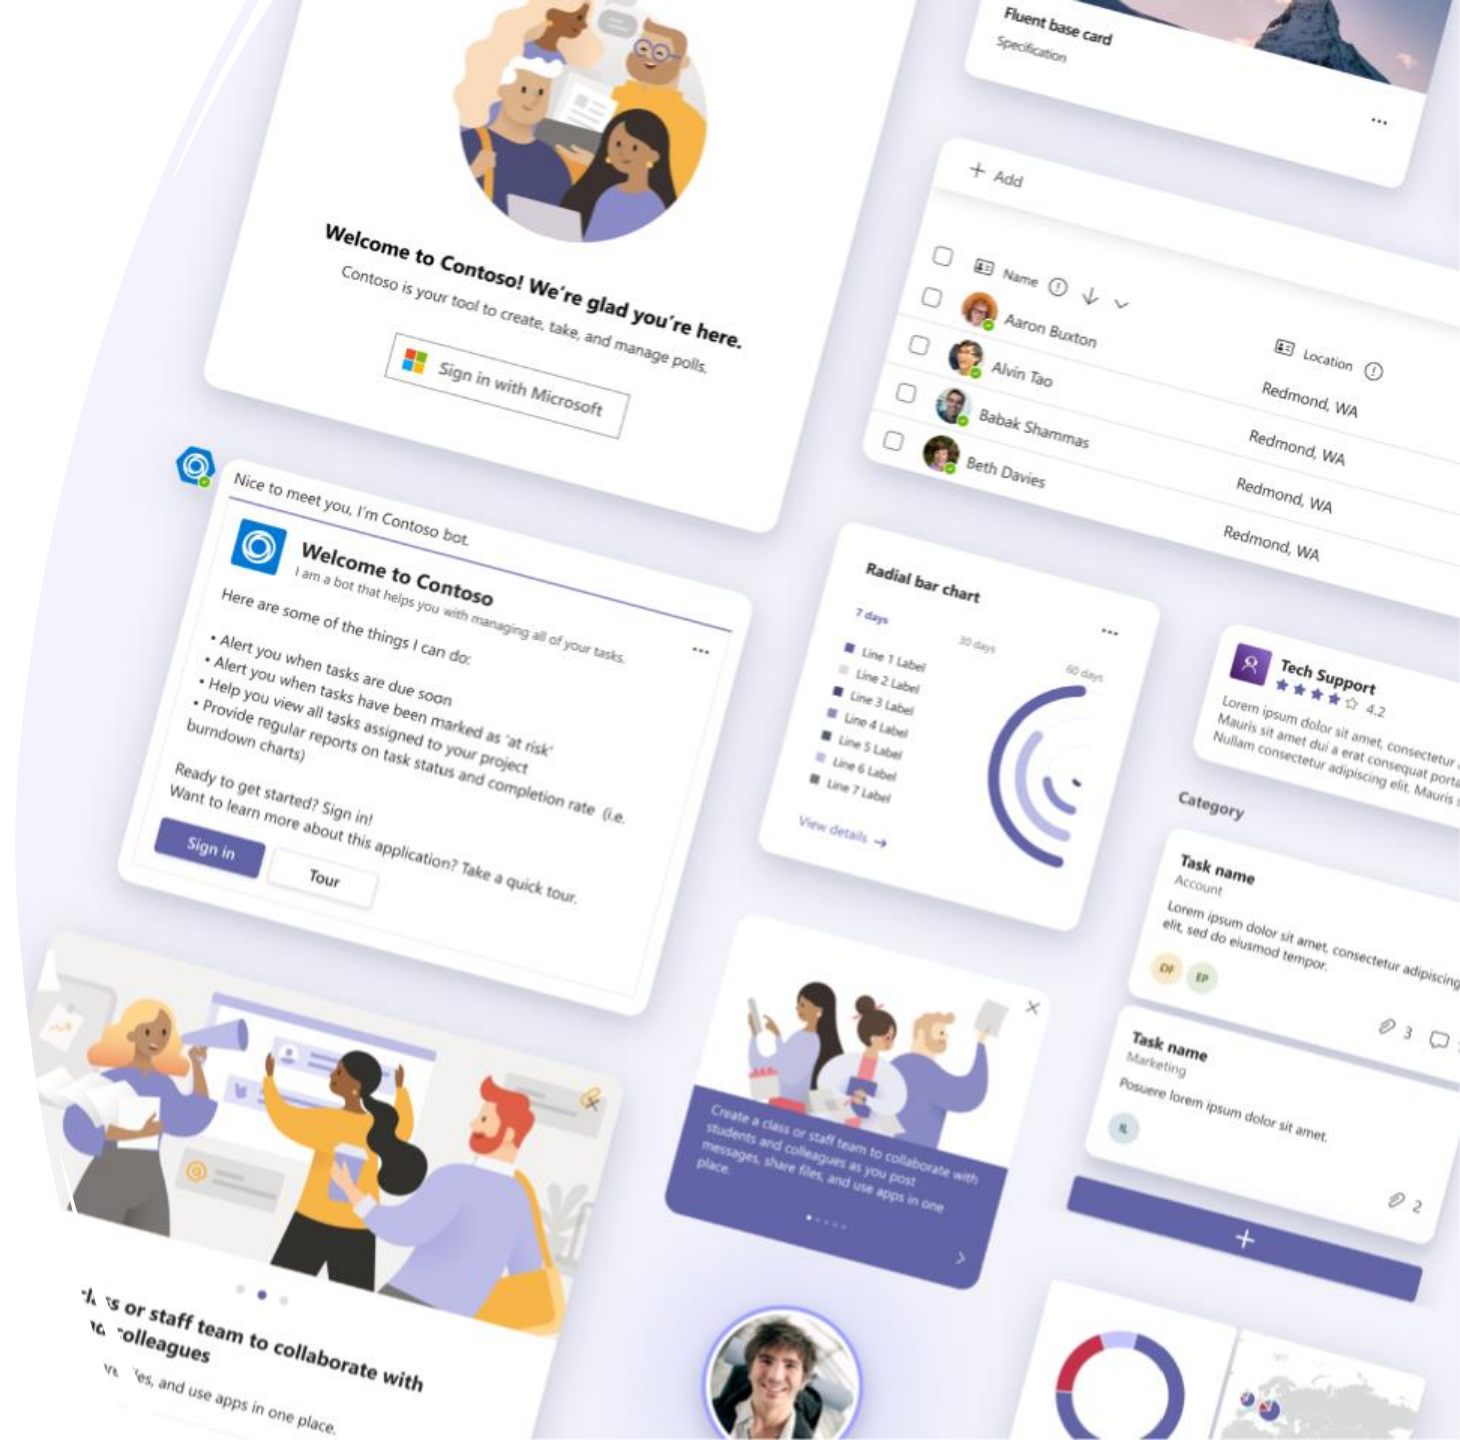 Welcome to Contoso! We're glad you're here.
Contoso is your tool to create, take, and manage polls.
Sign in with Microsoft
Fluent base card
Specification
Add
Name
Location
Aaron Buxton
Redmond, WA
Alvin Tao
Redmond, WA
Babak Shammas
Redmond, WA
Beth Davies
Redmond, WA
Nice to meet you, I'm Contoso bot.
Welcome to Contoso
I am a bot that helps you with managing all of your tasks.
Here are some of the things I can do:
• Alert you when tasks are due soon
• Alert you when tasks have been marked as 'at risk'
• Help you view all tasks assigned to your project
• Provide regular reports on task status and completion rate (i.e.
burndown charts)
Ready to get started? Sign in!
Want to learn more about this application? Take a quick tour.
Sign in
Tour
Radial bar chart
7 days
30 days
60 days
Line 1 Label
Line 2 Label
Line 3 Label
Line 4 Label
Line 5 Label
Line 6 Label
Line 7 Label
View details →
Tech Support
4.2
Lorem ipsum dolor sit amet, consectetur
Mauris sit amet dui a erat consequat porta
Nullam consectetur adipiscing elit. Mauris
Category
Task name
Account
Lorem ipsum dolor sit amet, consectetur adipiscing
elit, sed do eiusmod tempor.
DF
EP
3
Task name
Marketing
Posuere lorem ipsum dolor sit amet.
IL
2
Create a class or staff team to collaborate with
students and colleagues as you post
messages, share files, and use apps in one
place.
or staff team to collaborate with
colleagues
and use apps in one place.